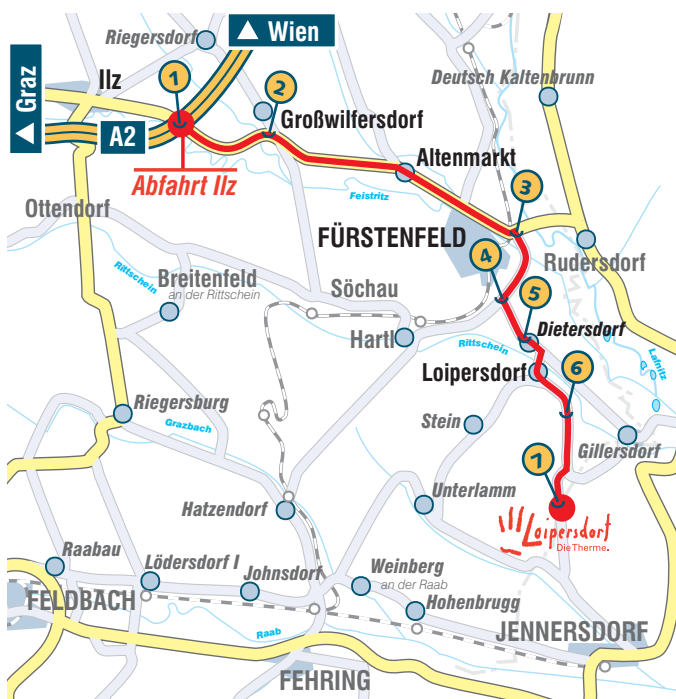 Riegersdorf
▲ Wien
▲ Graz
Ilz
1
2
A2
Großwilfersdorf
Deutsch Kaltenbrunn
Abfahrt Ilz
Altenmarkt
Feistritz
3
Ottendorf
FÜRSTENFELD
4
Rudersdorf
Rittschein
Breitenfeld
an der Rittschein
Söchau
5
Hartl
Rittschein
Dietersdorf
Lafnitz
Loipersdorf
6
Riegersburg
Grazbach
Stein
Gillersdorf
7
Hatzendorf
Unterlamm
Loipersdorf
Die Therme.
Raabau
Lödersdorf I
Johnsdorf
Weinberg
an der Raab
FELDBACH
Hohenbrugg
Raab
JENNERSDORF
FEHRING